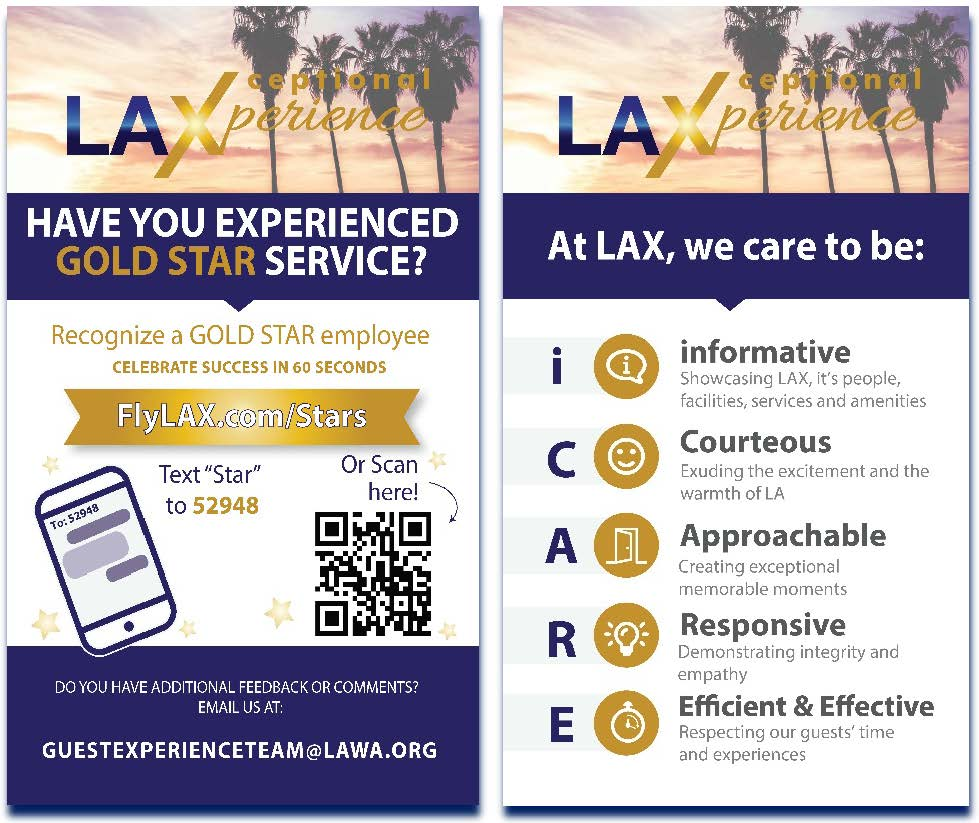 LAXceptional
Xperience
HAVE YOU EXPERIENCED
GOLD STAR SERVICE?
Recognize a GOLD STAR employee
CELEBRATE SUCCESS IN 60 SECONDS
FlyLAX.com/Stars
Text “Star”
to 52948
Or Scan
here!
To: 52948
DO YOU HAVE ADDITIONAL FEEDBACK OR COMMENTS?
EMAIL US AT:
GUESTEXPERIENCETEAM@LAWA.ORG
LAXceptional
Xperience
At LAX, we care to be:
i
informative
Showcasing LAX, it's people,
facilities, services and amenities
C
Courteous
Exuding the excitement and the
warmth of LA
A
Approachable
Creating exceptional
memorable moments
R
Responsive
Demonstrating integrity and
empathy
E
Efficient & Effective
Respecting our guests' time
and experiences